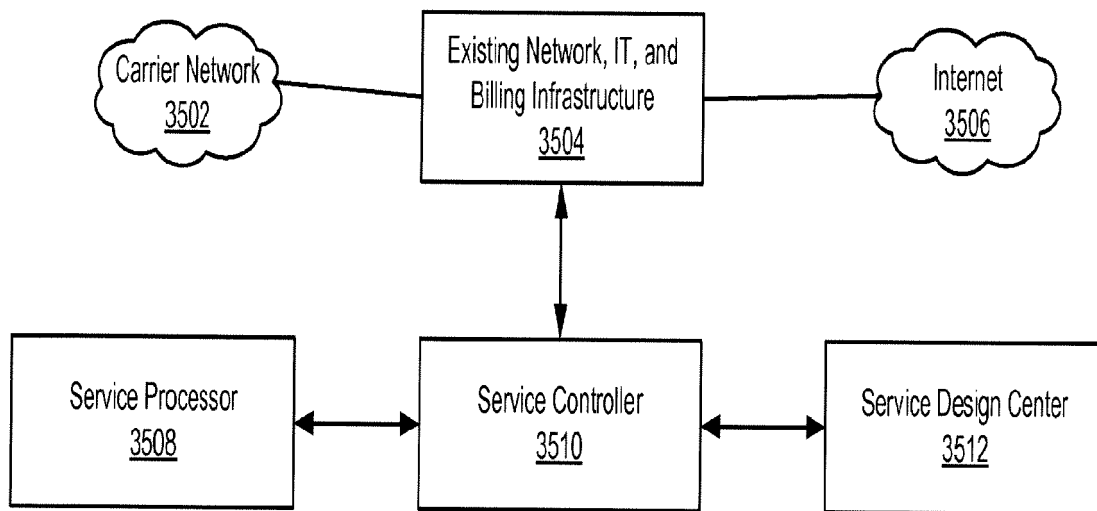 Carrier Network
3502
Existing Network, IT, and
Billing Infrastructure
3504
Internet
3506
Service Processor
3508
Service Controller
3510
Service Design Center
3512